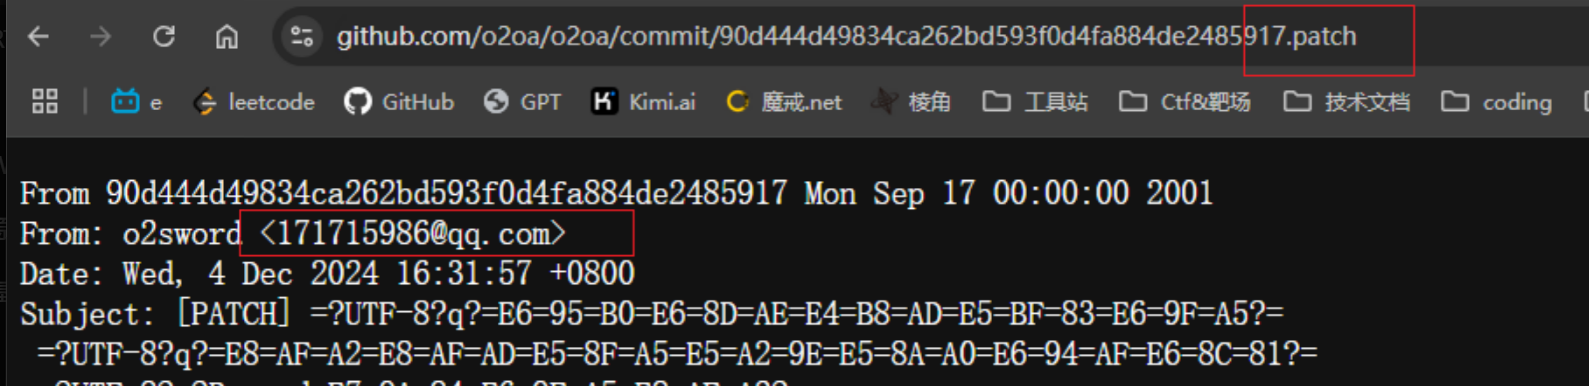 github.com/o2oa/o2oa/commit/90d444d49834ca262bd593f0d4fa884de2485917.patch
e leetcode GitHub GPT Kimi.ai 魔戒.net 棱角 工具站 Ctf&靶场 技术文档 coding
From 90d444d49834ca262bd593f0d4fa884de2485917 Mon Sep 17 00:00:00 2001
From: o2sword <171715986@qq.com>
Date: Wed, 4 Dec 2024 16:31:57 +0800
Subject: [PATCH] =?UTF-8?q?=E6=95=B0=E6=8D=AE=E4=B8=AD=E5=BF=83=E6=9F=A5?=
=?UTF-8?q?=E8=AF=A2=E8=AF=AD=E5=8F=A5=E5=A2=9E=E5=8A=A0=E6=94=AF=E6=8C=81?=